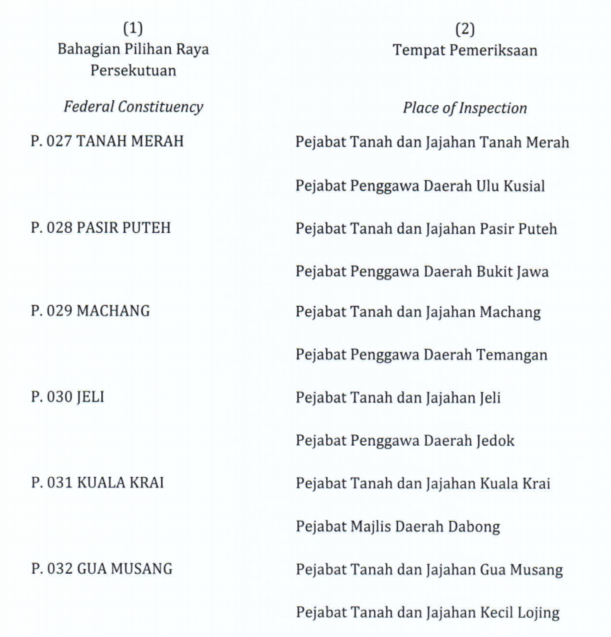 (1)
Bahagian Pilihan Raya
Persekutuan
(2)
Tempat Pemeriksaan
Federal Constituency
Place of Inspection
P. 027 TANAH MERAH
Pejabat Tanah dan Jajahan Tanah Merah
Pejabat Penggawa Daerah Ulu Kusial
P. 028 PASIR PUTEH
Pejabat Tanah dan Jajahan Pasir Puteh
Pejabat Penggawa Daerah Bukit Jawa
P. 029 MACHANG
Pejabat Tanah dan Jajahan Machang
Pejabat Penggawa Daerah Temangan
P. 030 JELI
Pejabat Tanah dan Jajahan Jeli
Pejabat Penggawa Daerah Jedok
P. 031 KUALA KRAI
Pejabat Tanah dan Jajahan Kuala Krai
Pejabat Majlis Daerah Dabong
P. 032 GUA MUSANG
Pejabat Tanah dan Jajahan Gua Musang
Pejabat Tanah dan Jajahan Kecil Lojing